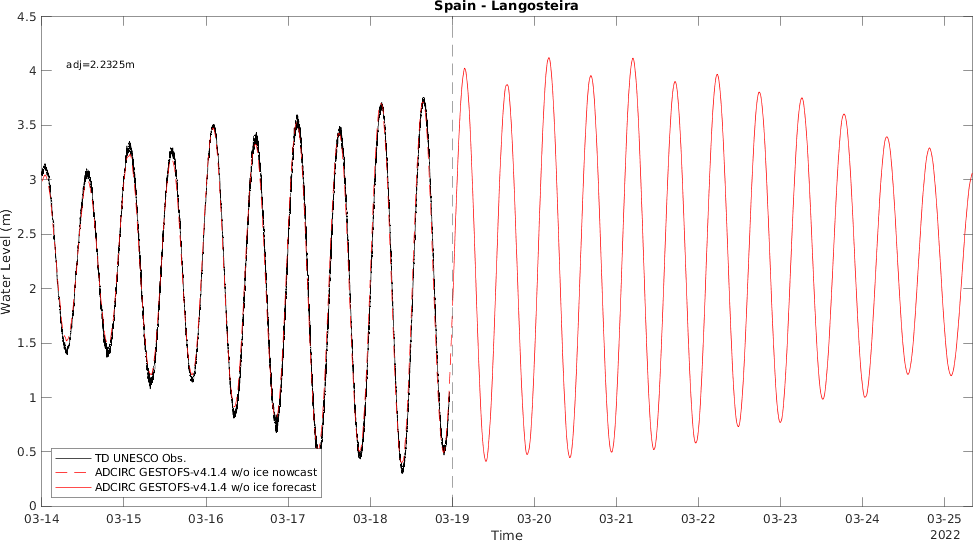 Spain - Langosteira
4.5
4
3.5
3
2.5
2
1.5
1
0.5
0
Water Level (m)
adj=2.2325m
TD UNESCO Obs.
ADCIRC GESTOFS-v4.1.4 w/o ice nowcast
ADCIRC GESTOFS-v4.1.4 w/o ice forecast
03-14 03-15 03-16 03-17 03-18 03-19 03-20 03-21 03-22 03-23 03-24 03-25
2022
Time